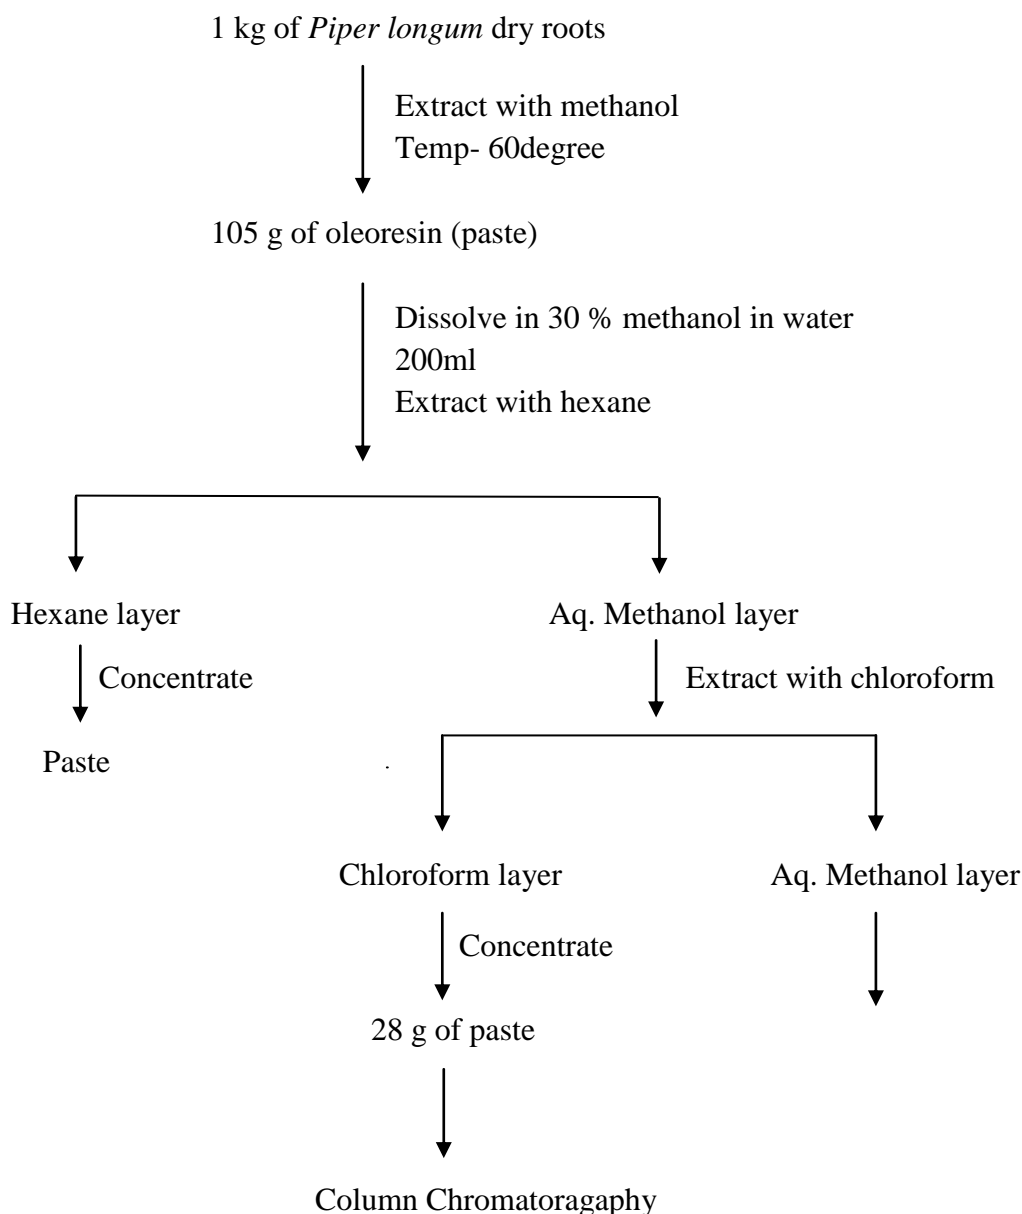 1 kg of Piper longum dry roots
Extract with methanol
Temp- 60degree
105 g of oleoresin (paste)
Dissolve in 30 % methanol in water
200ml
Extract with hexane
Hexane layer
Aq. Methanol layer
Concentrate
Extract with chloroform
Paste
Chloroform layer
Aq. Methanol layer
Concentrate
28 g of paste
Column Chromatoragaphy